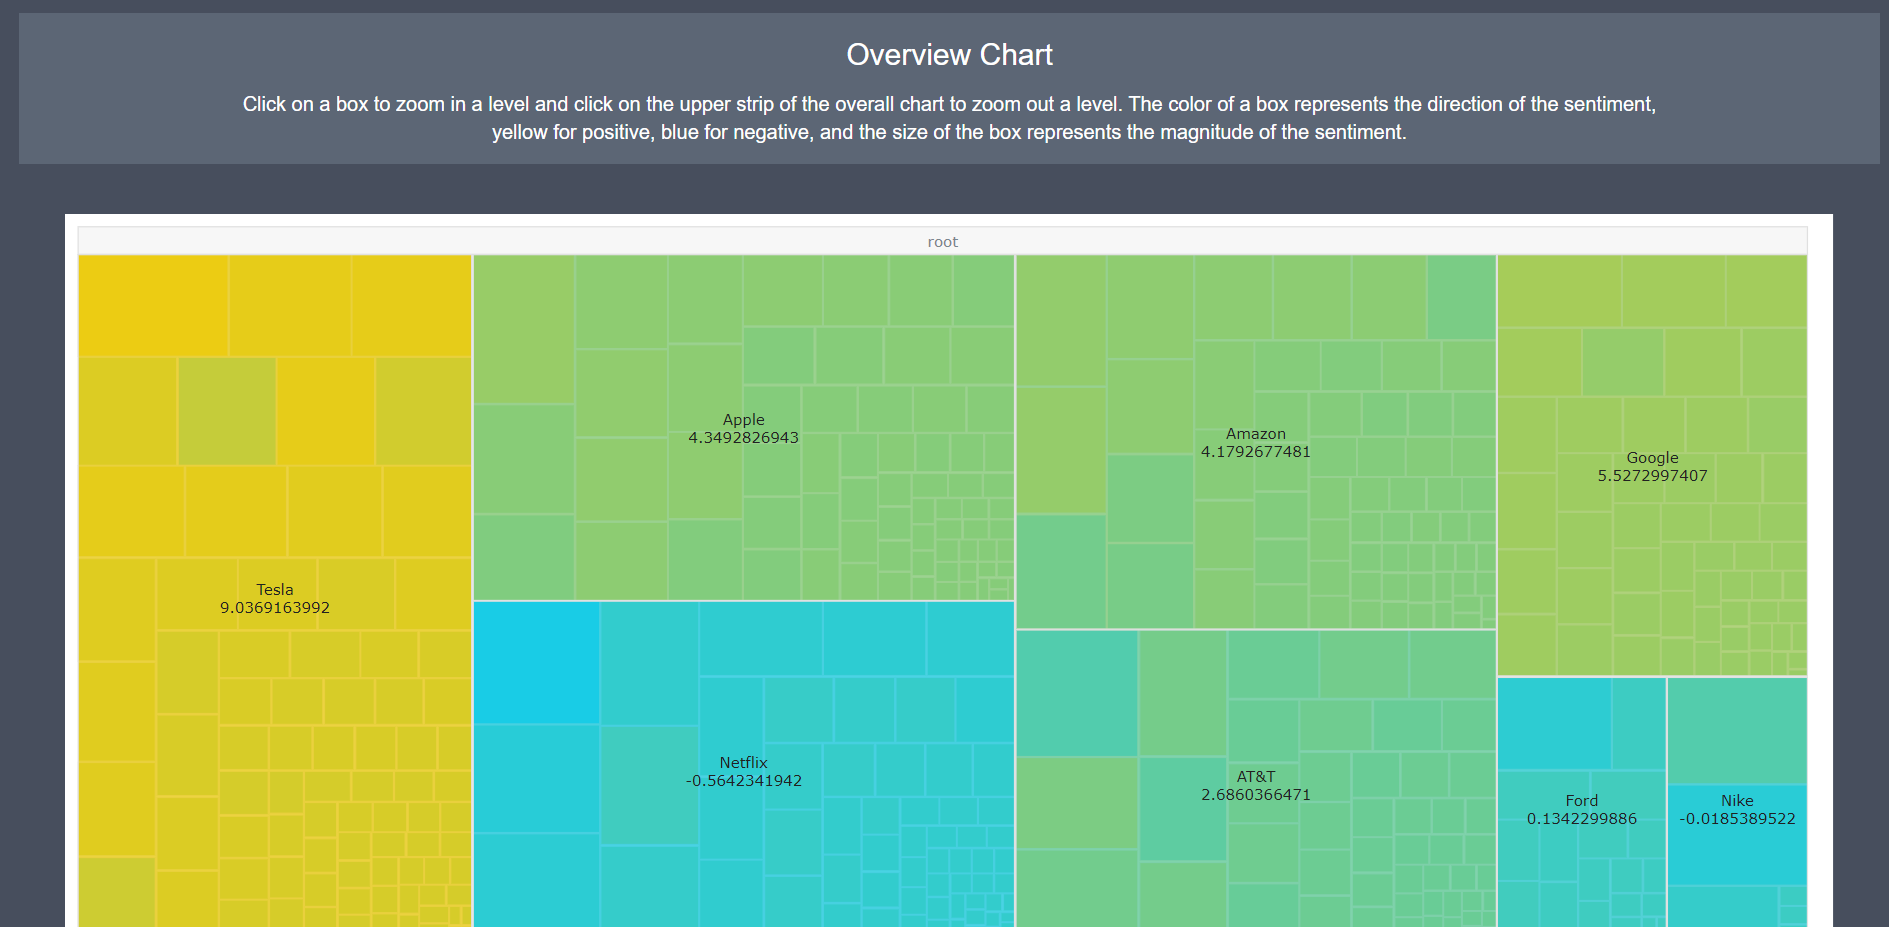 Overview Chart
Click on a box to zoom in a level and click on the upper strip of the overall chart to zoom out a level. The color of a box represents the direction of the sentiment,
yellow for positive, blue for negative, and the size of the box represents the magnitude of the sentiment.
root
Apple
4.3492826943
Amazon
4.1792677481
Google
5.5272997407
Tesla
9.0369163992
Netflix
-0.5642341942
AT&T
2.6860366471
Ford
0.1342299886
Nike
-0.0185389522